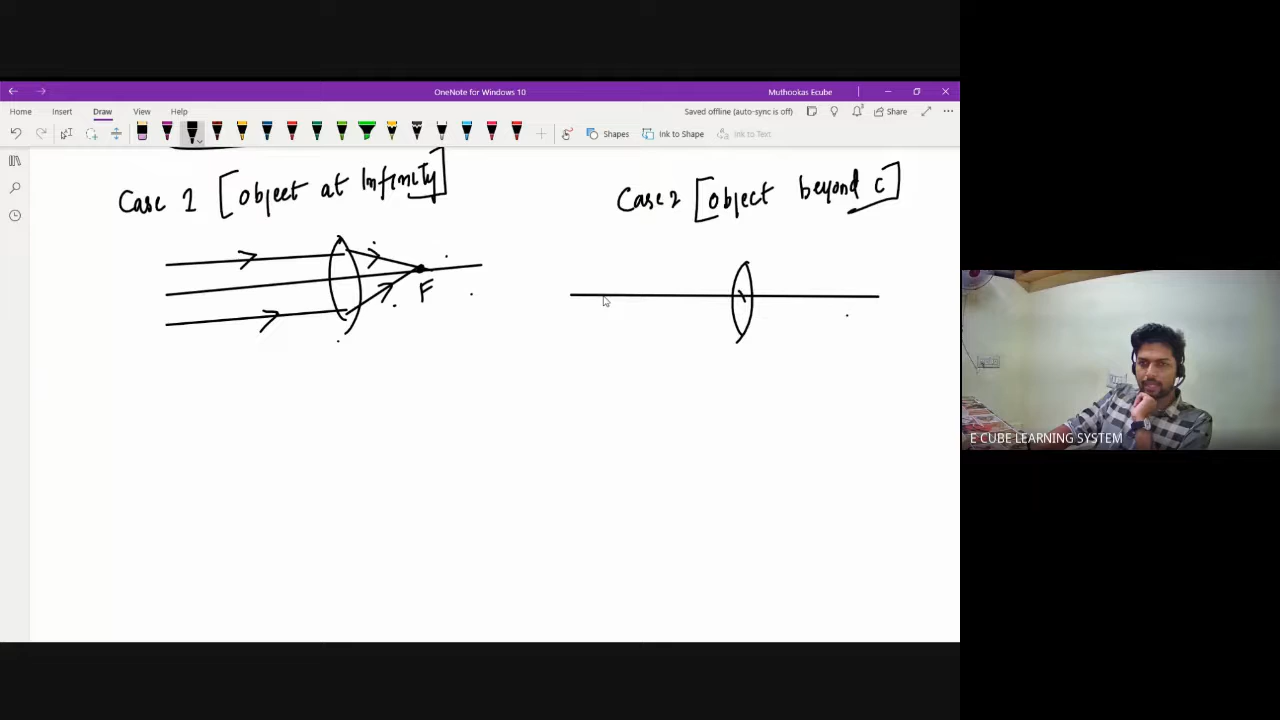 OneNote for Windows 10
Muthookas Ecube
Home Insert Draw View Help
Saved offline (auto-sync is off)
Share
Shapes
Ink to Shape
Ink to Text
Case 1 [object at Infinity]
Case 2 [object beyond C]
F
E CUBE LEARNING SYSTEM